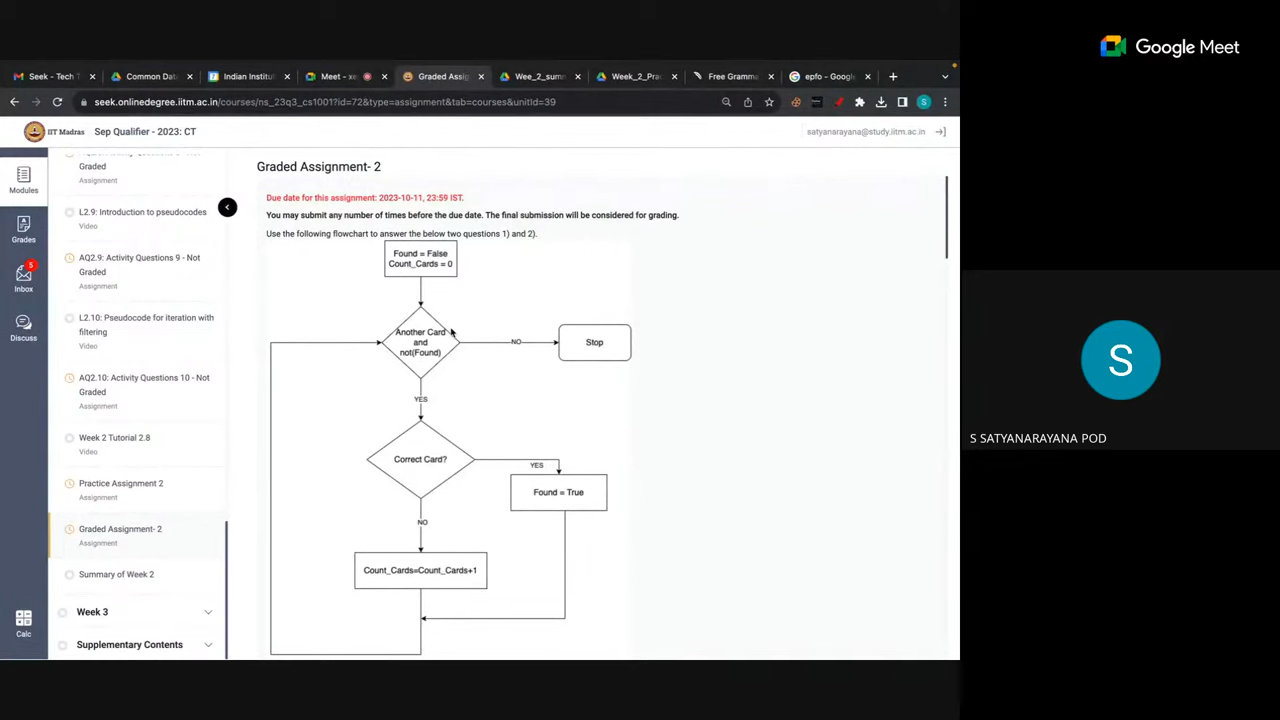 Google Meet
Seek - Tech T
Common Dat
Indian Institu
Meet - xe
Graded Assig
Wee_2_sum
Week_2_Prac
Free Gramma
epfo - Google
seek.onlinedegree.iitm.ac.in/courses/ns_23q3_cs1001?id=72&type=assignment&tab=courses&unitId=39
S
IIT Madras
Sep Qualifier - 2023: CT
satyanarayana@study.iitm.ac.in
Modules
Grades
5
Inbox
Discuss
Calc
Graded
Assignment
L2.9: Introduction to pseudocodes
Video
AQ2.9: Activity Questions 9 - Not
Graded
Assignment
L2.10: Pseudocode for iteration with
filtering
Video
AQ2.10: Activity Questions 10 - Not
Graded
Assignment
Week 2 Tutorial 2.8
Video
Practice Assignment 2
Assignment
Graded Assignment- 2
Assignment
Summary of Week 2
Week 3
Supplementary Contents
Graded Assignment- 2
Due date for this assignment: 2023-10-11, 23:59 IST.
You may submit any number of times before the due date. The final submission will be considered for grading.
Use the following flowchart to answer the below two questions 1) and 2).
Found = False
Count_Cards = 0
Another Card
and
not(Found)
NO
Stop
YES
Correct Card?
YES
Found = True
NO
Count_Cards=Count_Cards+1
S
S SATYANARAYANA POD